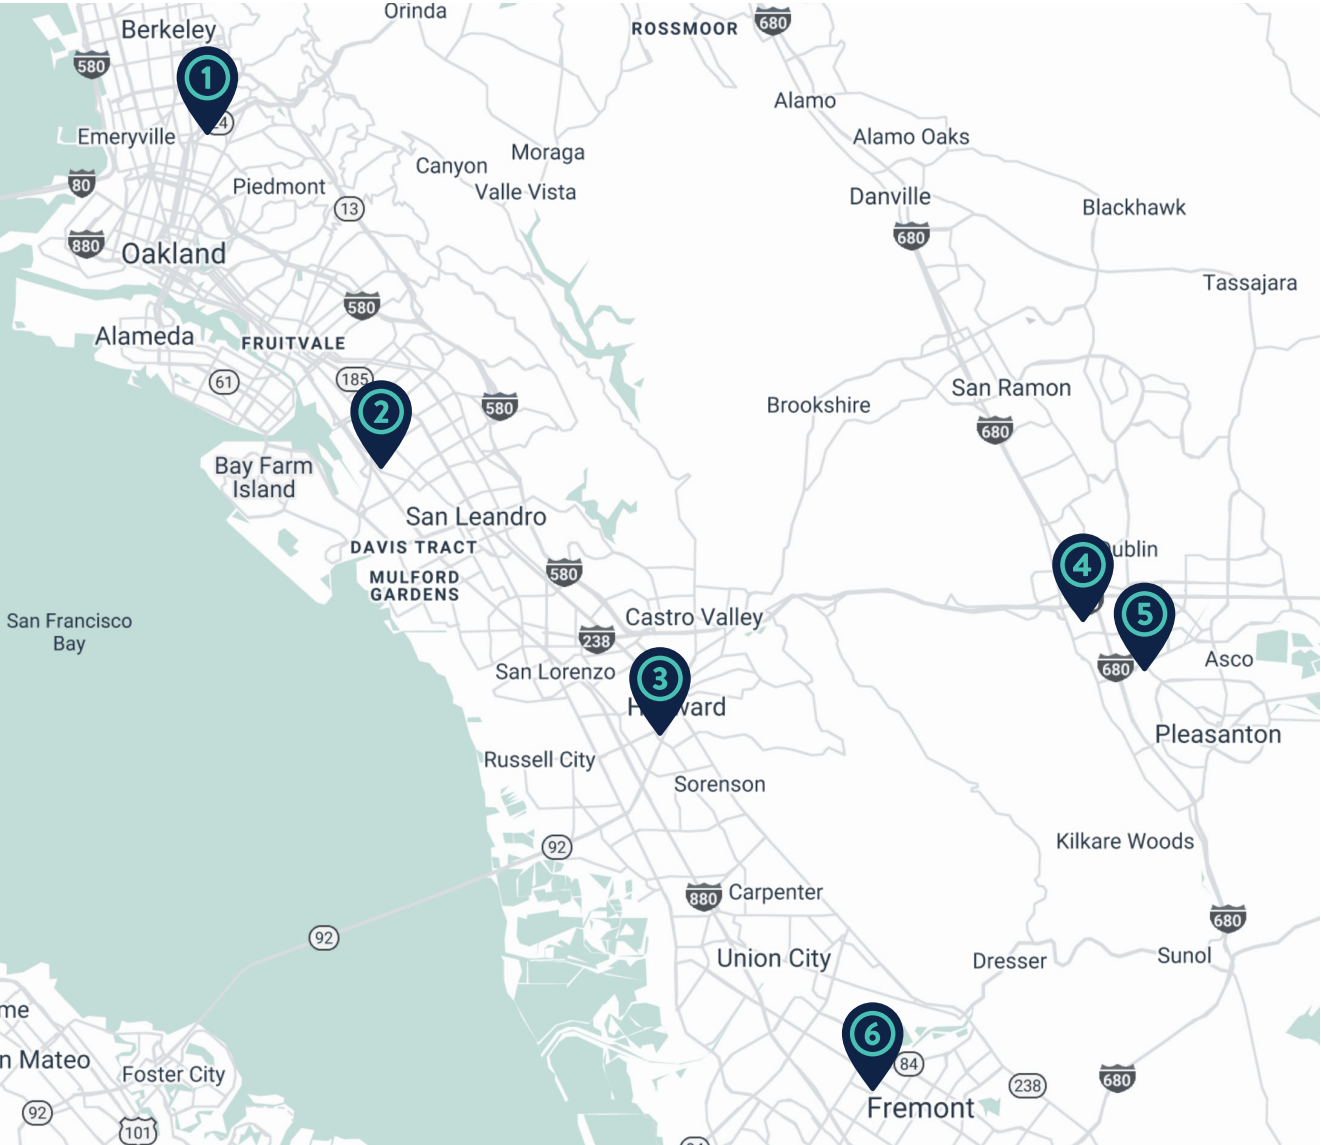 Orinda
Berkeley
ROSSMOOR
680
580
1
Alamo
24
Emeryville
Alamo Oaks
Moraga
Canyon
80
Piedmont
Valle Vista
Danville
13
Blackhawk
680
880
Oakland
Tassajara
580
Alameda
FRUITVALE
61
185
San Ramon
580
Brookshire
2
680
Bay Farm
Island
San Leandro
DAVIS TRACT
Dublin
4
580
MULFORD
GARDENS
5
San Francisco
Bay
Castro Valley
238
Asco
680
San Lorenzo
3
Hayward
Pleasanton
Russell City
Sorenson
Kilkare Woods
92
Carpenter
880
680
92
Union City
Sunol
Dresser
me
6
n Mateo
84
Foster City
680
238
Fremont
92
101